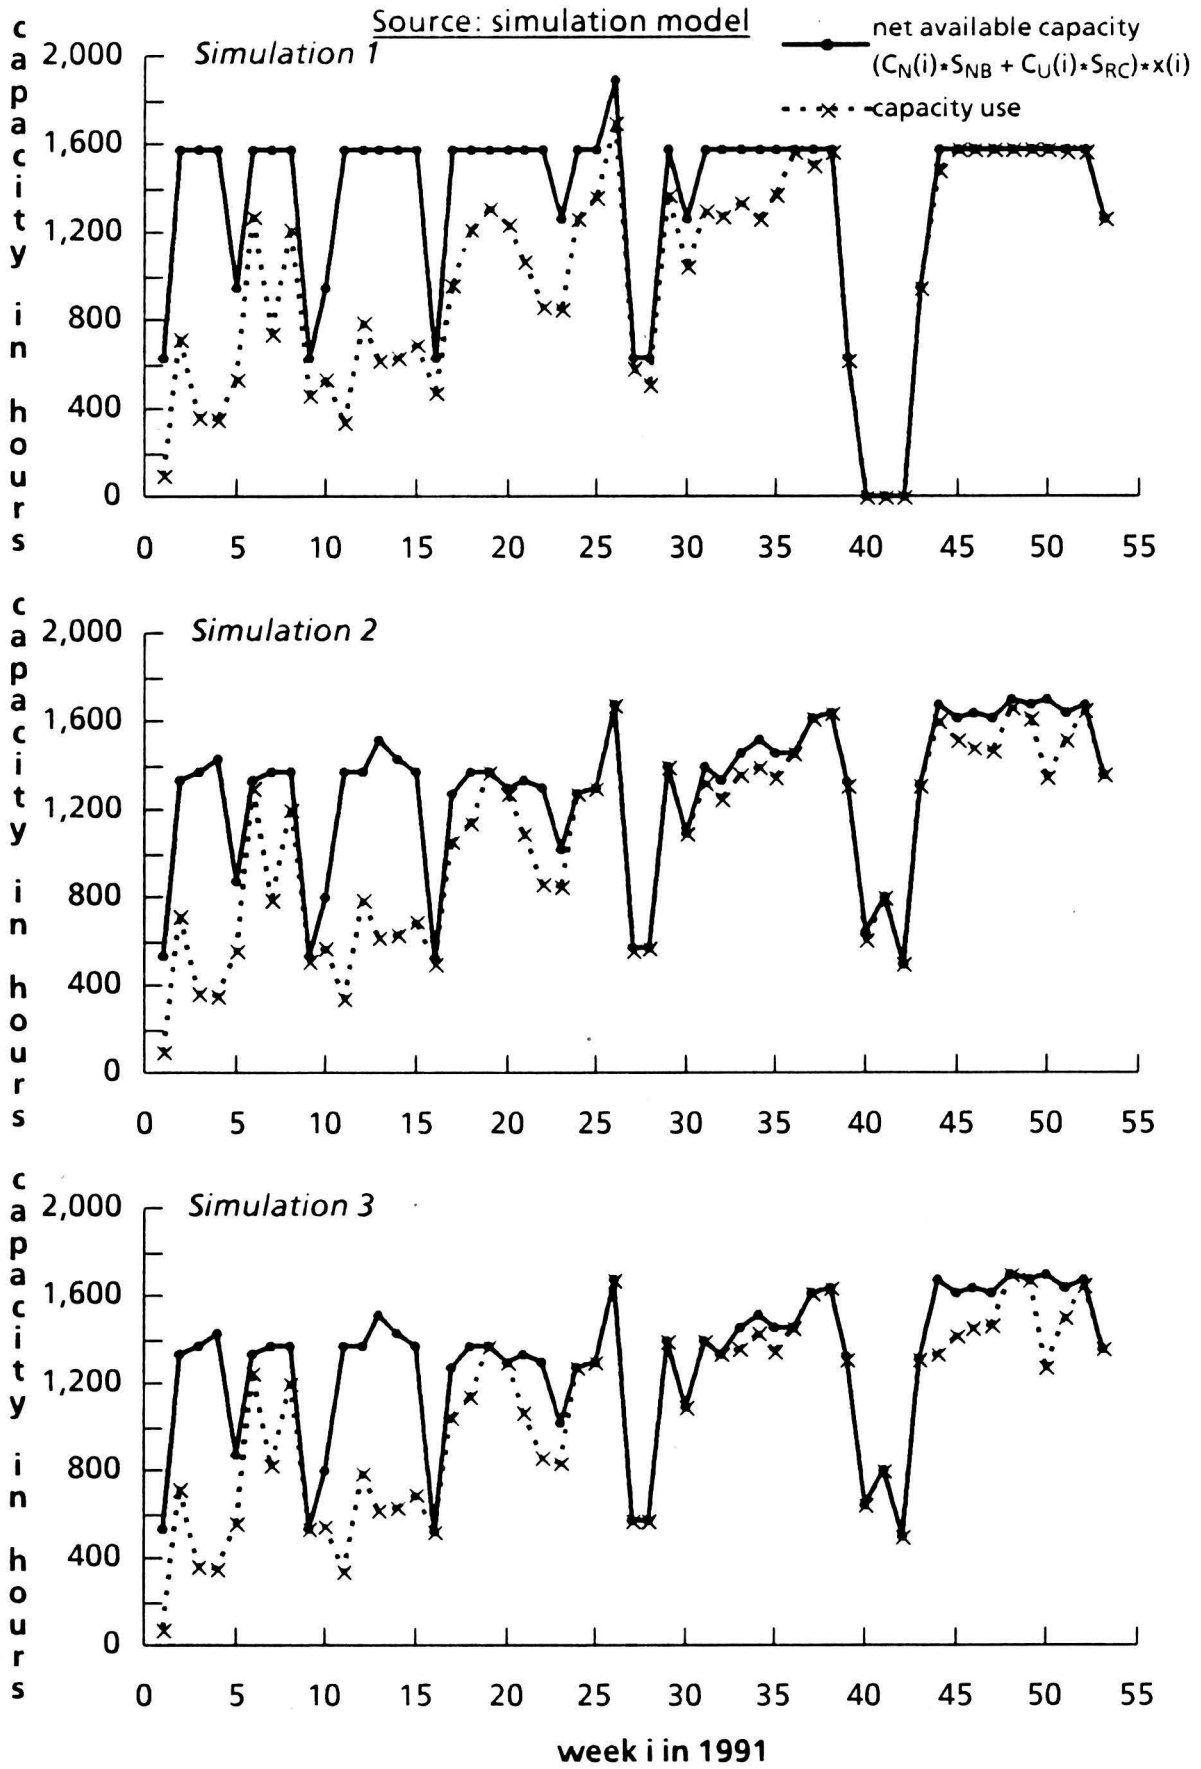 Source: simulation model
net available capacity
(C_N(i)*S_NB + C_U(i)*S_RC)*x(i)
capacity use
Simulation 1
capacity in hours
2,000
1,600
1,200
800
400
0
0 5 10 15 20 25 30 35 40 45 50 55
Simulation 2
capacity in hours
2,000
1,600
1,200
800
400
0
0 5 10 15 20 25 30 35 40 45 50 55
Simulation 3
capacity in hours
2,000
1,600
1,200
800
400
0
0 5 10 15 20 25 30 35 40 45 50 55
week i in 1991